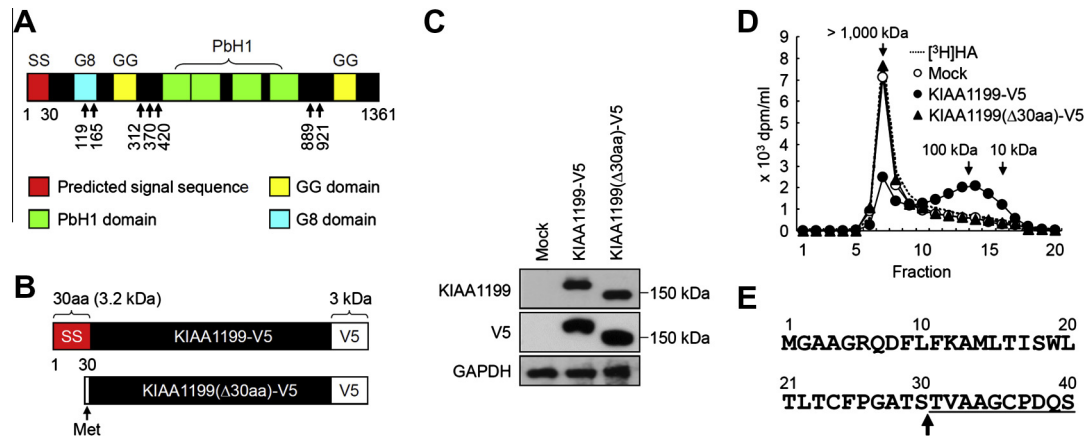 A
SS G8 GG PbH1 GG
1 30 119 165 312 370 420 889 921 1361
Predicted signal sequence GG domain
PbH1 domain G8 domain
B
30aa (3.2 kDa) 3 kDa
SS KIAA1199-V5 V5
1 30
KIAA1199(Δ30aa)-V5 V5
Met
C
Mock KIAA1199-V5 KIAA1199(Δ30aa)-V5
KIAA1199 150 kDa
V5 150 kDa
GAPDH
D
> 1,000 kDa
[³H]HA
Mock
KIAA1199-V5
KIAA1199(Δ30aa)-V5
100 kDa 10 kDa
x 10³ dpm/ml
9
8
7
6
5
4
3
2
1
0
1 5 10 15 20
Fraction
E
1 10 20
MGAAGRQDFLFKAMLTISWL
21 30 40
TLTCFPGATSTVAAGCPDQS